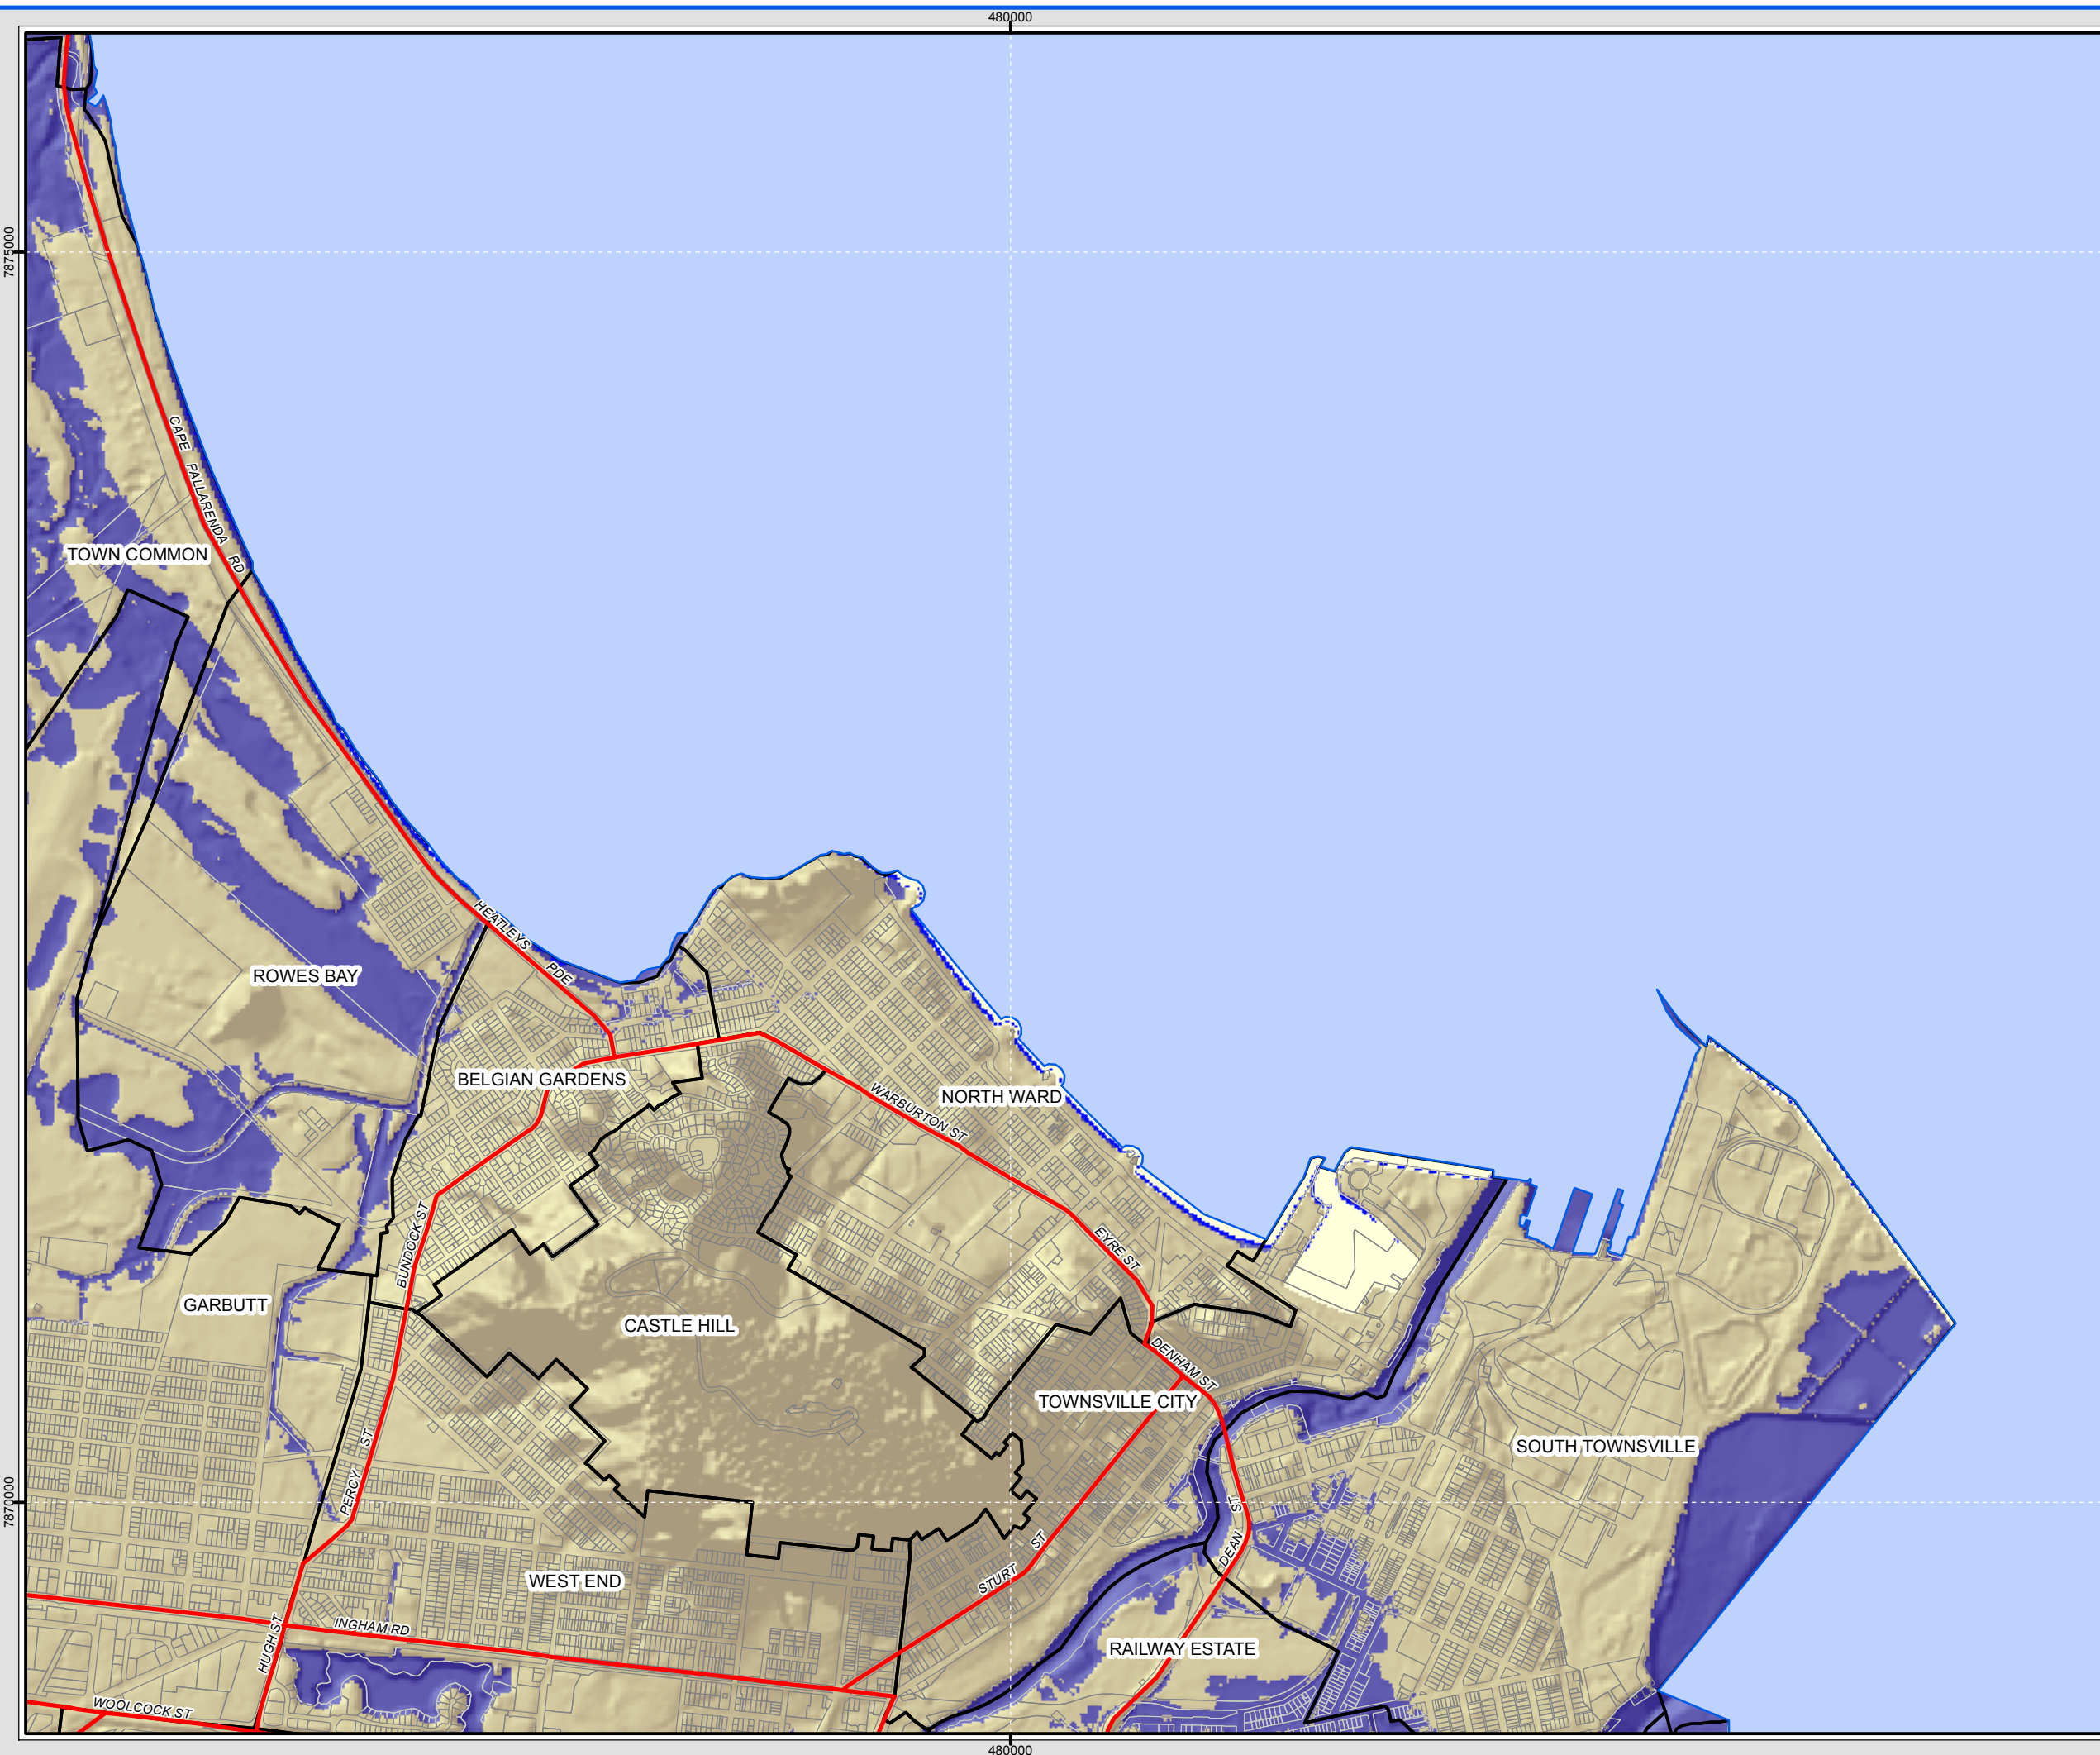 480000
7875000
CAPE PALLARENDA RD
TOWN COMMON
HEATLEYS PDE
ROWES BAY
BELGIAN GARDENS
NORTH WARD
WARBURTON ST
BUNDOCK ST
EYRE ST
GARBUTT
CASTLE HILL
DENHAM ST
TOWNSVILLE CITY
SOUTH TOWNSVILLE
PERCY ST
7870000
DEAN ST
STURT ST
WEST END
INGHAM RD
HUGH ST
RAILWAY ESTATE
WOOLCOCK ST
480000